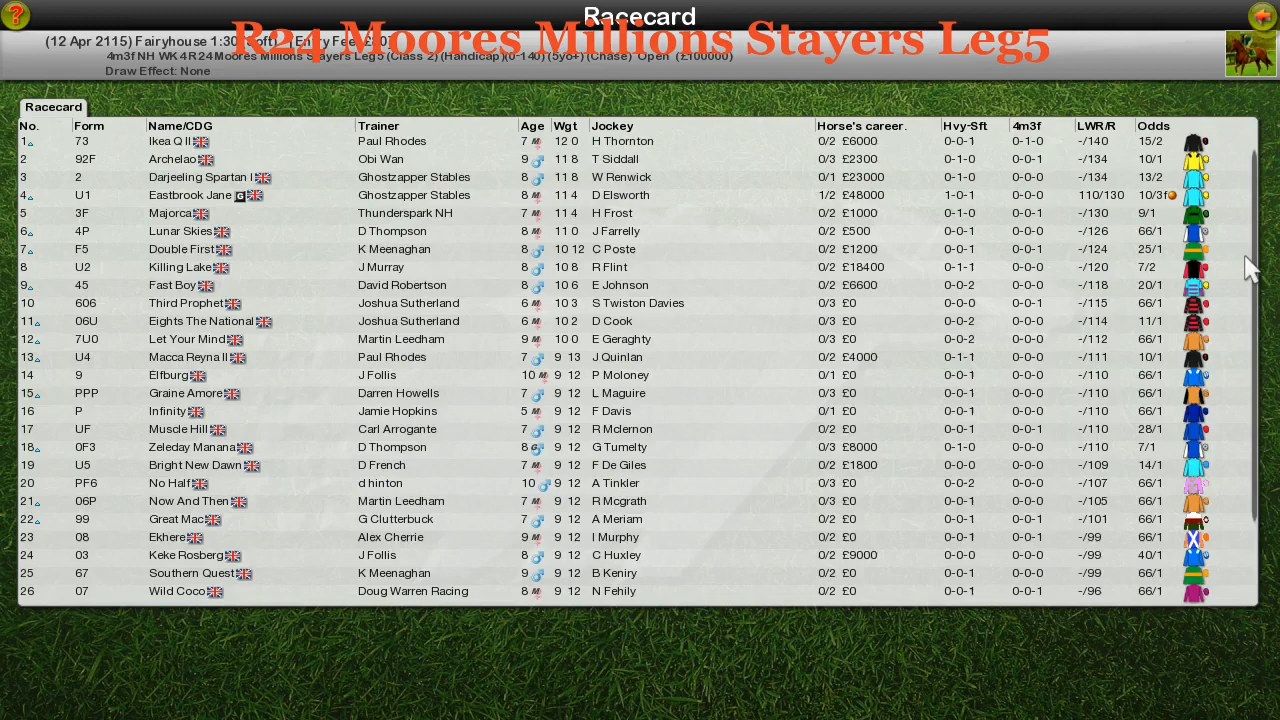 Racecard
R24 Moores Millions Stayers Leg5
(12 Apr 2115) Fairyhouse 1:30 (Soft) (Entry Fee £80)
4m3f NH WK 4 R24 Moores Millions Stayers Leg5 (Class 2) (Handicap)(0-140) (5yo+) (Chase) Open (£100000)
Draw Effect: None
Racecard
No. Form Name/CDG Trainer Age Wgt Jockey Horse's career. Hvy-Sft 4m3f LWR/R Odds
1 73 Ikea Q II Paul Rhodes 7 M 12 0 H Thornton 0/2 £6000 0-0-1 0-1-0 -/140 15/2
2 92F Archelao Obi Wan 9 11 8 T Siddall 0/3 £2300 0-1-0 0-0-0 -/134 10/1
3 2 Darjeeling Spartan I Ghostzapper Stables 8 11 8 W Renwick 0/1 £23000 0-1-0 0-0-0 -/134 13/2
4 U1 Eastbrook Jane G Ghostzapper Stables 8 M 11 4 D Elsworth 1/2 £48000 1-0-1 0-0-0 110/130 10/3f
5 3F Majorca Thunderspark NH 7 M 11 4 H Frost 0/2 £1000 0-1-0 0-0-0 -/130 9/1
6 4P Lunar Skies D Thompson 8 M 11 0 J Farrelly 0/2 £500 0-0-1 0-0-0 -/126 66/1
7 F5 Double First K Meenaghan 8 10 12 C Poste 0/2 £1200 0-0-1 0-0-1 -/124 25/1
8 U2 Killing Lake J Murray 8 10 8 R Flint 0/2 £18400 0-1-1 0-0-0 -/120 7/2
9 45 Fast Boy David Robertson 8 10 6 E Johnson 0/2 £6600 0-0-2 0-0-0 -/118 20/1
10 606 Third Prophet Joshua Sutherland 6 M 10 3 S Twiston Davies 0/3 £0 0-0-1 0-0-1 -/115 66/1
11 06U Eights The National Joshua Sutherland 6 M 10 2 D Cook 0/3 £0 0-0-2 0-0-0 -/114 11/1
12 7U0 Let Your Mind Martin Leedham 9 M 10 0 E Geraghty 0/3 £0 0-0-2 0-0-0 -/112 66/1
13 U4 Macca Reyna II Paul Rhodes 7 9 13 J Quinlan 0/2 £4000 0-1-1 0-0-0 -/111 10/1
14 9 Elfburg J Follis 10 M 9 12 P Moloney 0/1 £0 0-0-1 0-0-0 -/110 66/1
15 PPP Graine Amore Darren Howells 7 9 12 L Maguire 0/3 £0 0-0-1 0-0-0 -/110 66/1
16 P Infinity Jamie Hopkins 5 M 9 12 F Davis 0/1 £0 0-0-1 0-0-0 -/110 66/1
17 UF Muscle Hill Carl Arrogante 7 9 12 R Mclernon 0/2 £0 0-0-1 0-0-0 -/110 28/1
18 0F3 Zeleday Manana D Thompson 8 G 9 12 G Tumelty 0/3 £8000 0-1-0 0-0-0 -/110 7/1
19 U5 Bright New Dawn D French 7 M 9 12 F De Giles 0/2 £1800 0-0-0 0-0-0 -/109 14/1
20 PF6 No Half d hinton 10 9 12 A Tinkler 0/3 £0 0-0-2 0-0-0 -/107 66/1
21 06P Now And Then Martin Leedham 7 M 9 12 R Mcgrath 0/3 £0 0-0-1 0-0-0 -/105 66/1
22 99 Great Mac G Clutterbuck 7 9 12 A Meriam 0/2 £0 0-0-1 0-0-1 -/101 66/1
23 08 Ekhere Alex Cherrie 9 M 9 12 I Murphy 0/2 £0 0-0-1 0-0-1 -/99 66/1
24 03 Keke Rosberg J Follis 8 9 12 C Huxley 0/2 £9000 0-0-1 0-0-0 -/99 40/1
25 67 Southern Quest K Meenaghan 9 9 12 B Keniry 0/2 £0 0-0-1 0-0-0 -/99 66/1
26 07 Wild Coco Doug Warren Racing 8 M 9 12 N Fehily 0/2 £0 0-0-1 0-0-0 -/96 66/1